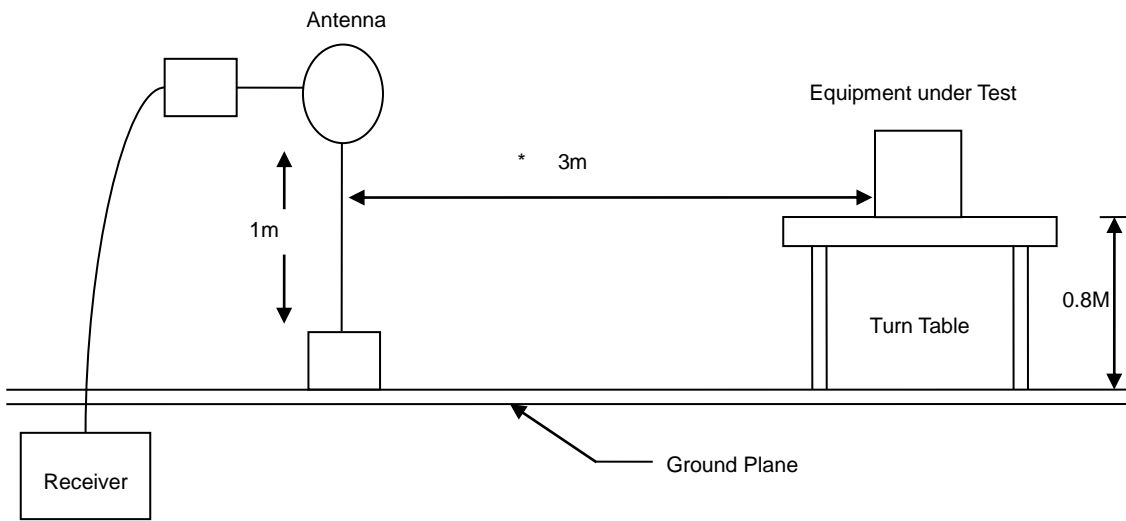 Antenna
Equipment under Test
* 3m
1m
0.8M
Turn Table
Ground Plane
Receiver